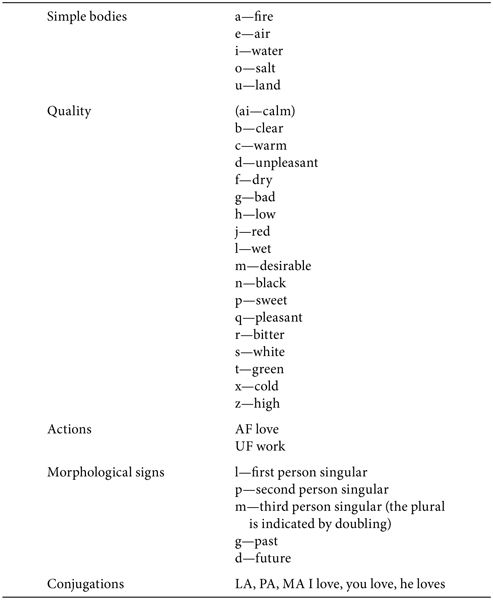 Simple bodies a—fire
e—air
i—water
o—salt
u—land
Quality (ai—calm)
b—clear
c—warm
d—unpleasant
f—dry
g—bad
h—low
j—red
l—wet
m—desirable
n—black
p—sweet
q—pleasant
r—bitter
s—white
t—green
x—cold
z—high
Actions AF love
UF work
Morphological signs l—first person singular
p—second person singular
m—third person singular (the plural
is indicated by doubling)
g—past
d—future
Conjugations LA, PA, MA I love, you love, he loves